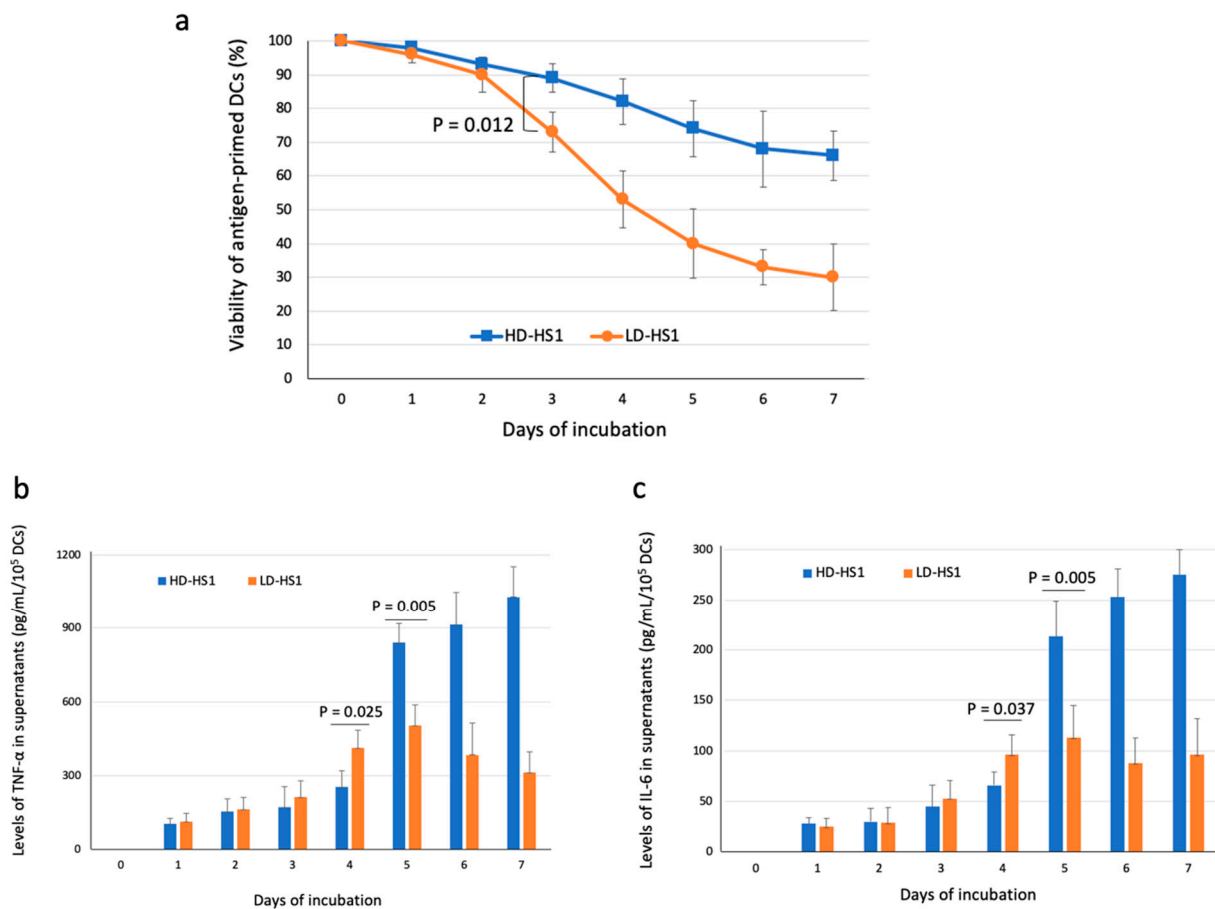 a
Viability of antigen-primed DCs (%)
100
90
80
70
60
50
40
30
20
10
0
P = 0.012
HD-HS1 LD-HS1
0 1 2 3 4 5 6 7
Days of incubation
b
Levels of TNF-α in supernatants (pg/mL/10⁵ DCs)
1200
900
600
300
0
HD-HS1 LD-HS1
P = 0.005
P = 0.025
0 1 2 3 4 5 6 7
Days of incubation
c
Levels of IL-6 in supernatants (pg/mL/10⁵ DCs)
300
250
200
150
100
50
0
HD-HS1 LD-HS1
P = 0.005
P = 0.037
0 1 2 3 4 5 6 7
Days of incubation